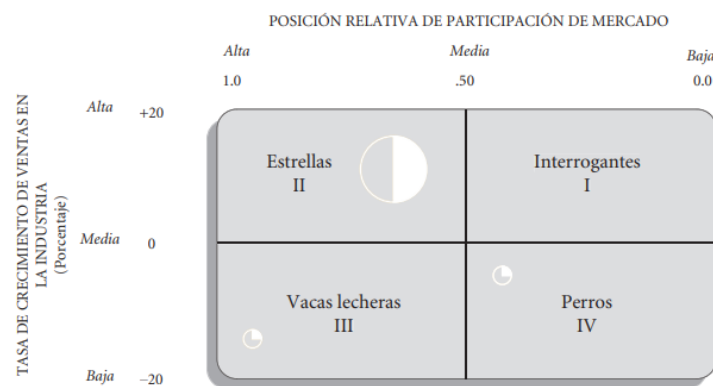 POSICIÓN RELATIVA DE PARTICIPACIÓN DE MERCADO
Alta
Media
Baja
1.0
.50
0.0
TASA DE CRECIMIENTO DE VENTAS EN
LA INDUSTRIA
(Porcentaje)
Alta
+20
Media
0
Baja
–20
Estrellas
II
Interrogantes
I
Vacas lecheras
III
Perros
IV